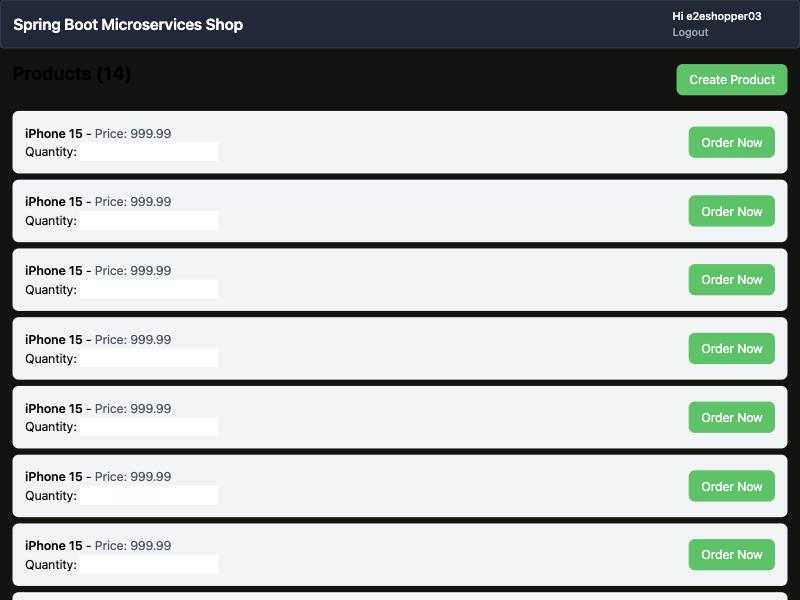 Spring Boot Microservices Shop
Hi e2eshopper03
Logout
Products (14)
Create Product
iPhone 15 - Price: 999.99
Quantity:
Order Now
iPhone 15 - Price: 999.99
Quantity:
Order Now
iPhone 15 - Price: 999.99
Quantity:
Order Now
iPhone 15 - Price: 999.99
Quantity:
Order Now
iPhone 15 - Price: 999.99
Quantity:
Order Now
iPhone 15 - Price: 999.99
Quantity:
Order Now
iPhone 15 - Price: 999.99
Quantity:
Order Now